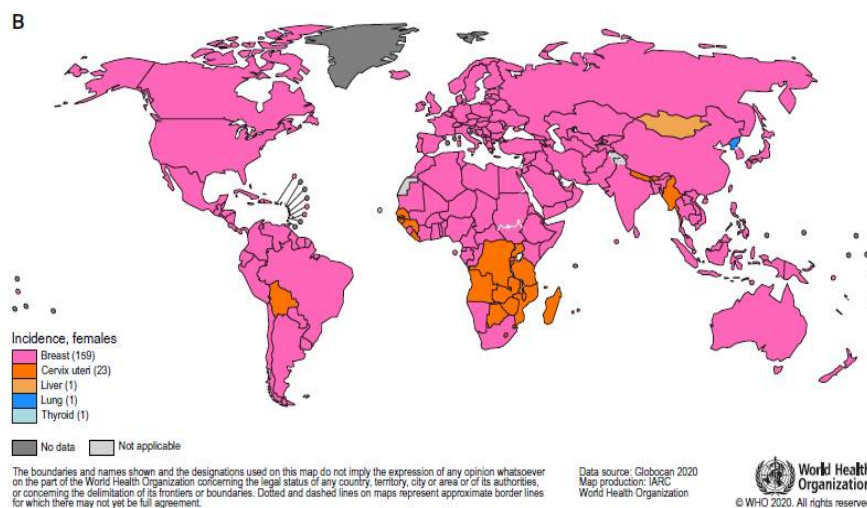 B
Incidence, females
Breast (159)
Cervix uteri (23)
Liver (1)
Lung (1)
Thyroid (1)
No data
Not applicable
The boundaries and names shown and the designations used on this map do not imply the expression of any opinion whatsoever
on the part of the World Health Organization concerning the legal status of any country, territory, city or area or of its authorities,
or concerning the delimitation of its frontiers or boundaries. Dotted and dashed lines on maps represent approximate border lines
for which there may not yet be full agreement.
Data source: Globocan 2020
Map production: IARC
World Health Organization
World Health
Organization
© WHO 2020. All rights reserved